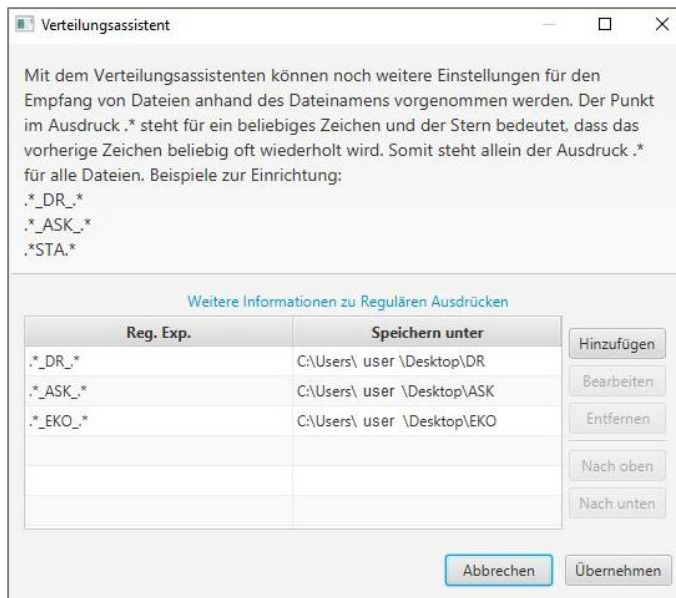 Verteilungsassistent
Mit dem Verteilungsassistenten können noch weitere Einstellungen für den
Empfang von Dateien anhand des Dateinamens vorgenommen werden. Der Punkt
im Ausdruck .* steht für ein beliebiges Zeichen und der Stern bedeutet, dass das
vorherige Zeichen beliebig oft wiederholt wird. Somit steht allein der Ausdruck .*
für alle Dateien. Beispiele zur Einrichtung:
.*_DR_.*
.*_ASK_.*
.*STA.*
Weitere Informationen zu Regulären Ausdrücken
Reg. Exp. Speichern unter
.*_DR_.* C:\Users\ user \Desktop\DR
.*_ASK_.* C:\Users\ user \Desktop\ASK
.*_EKO_.* C:\Users\ user \Desktop\EKO
Hinzufügen
Bearbeiten
Entfernen
Nach oben
Nach unten
Abbrechen Übernehmen